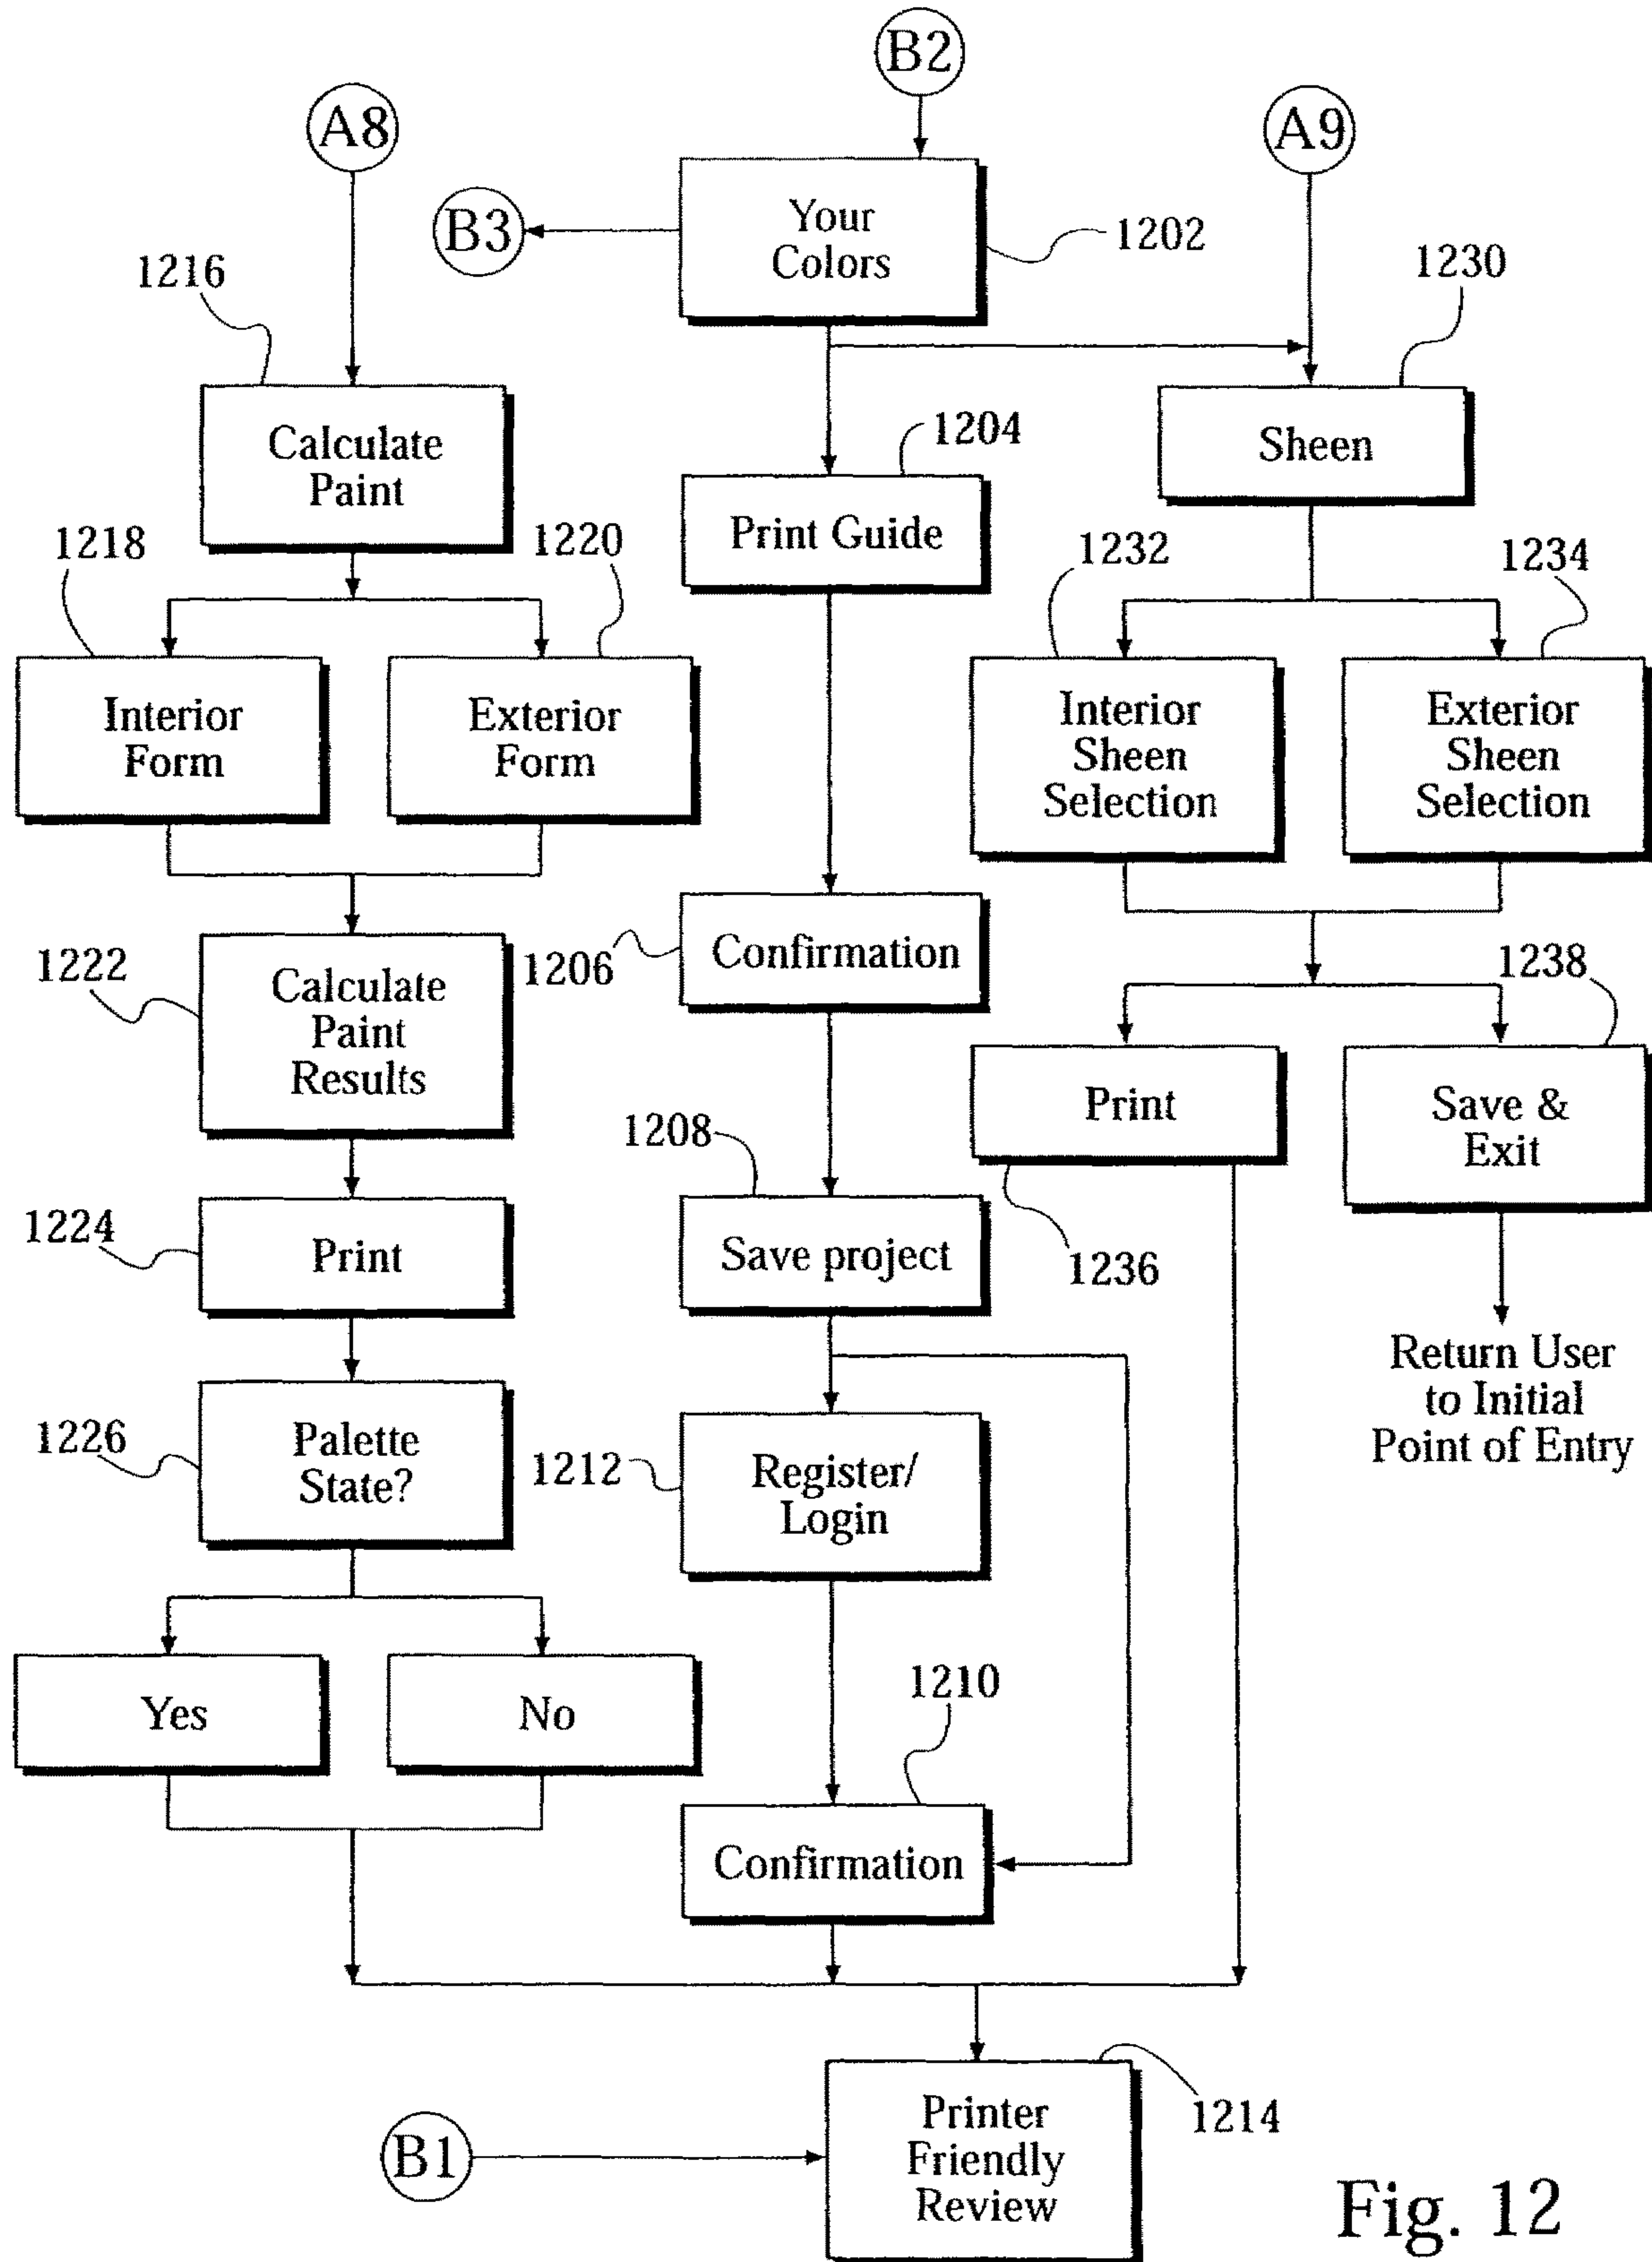 B2
A8
A9
Your
Colors
B3
1202
1216
1230
Calculate
Paint
1204
Sheen
Print Guide
1218
1220
1232
1234
Interior
Form
Exterior
Form
Interior
Sheen
Selection
Exterior
Sheen
Selection
1222
Calculate
Paint
Results
1206
Confirmation
1238
Print
Save &
Exit
1208
1224
Print
Save project
1236
Return User
to Initial
Point of Entry
1226
Palette
State?
1212
Register/
Login
Yes
No
1210
Confirmation
B1
Printer
Friendly
Review
1214
Fig. 12